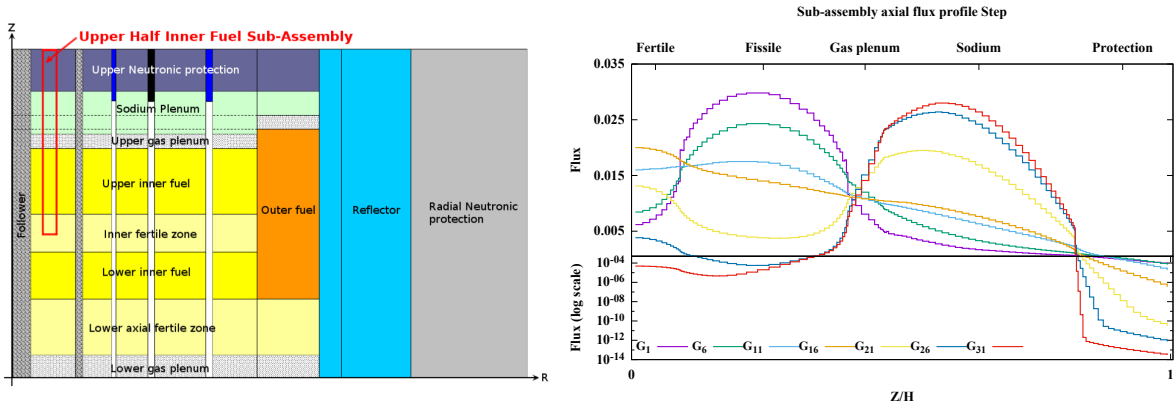 Z
Upper Half Inner Fuel Sub-Assembly
Upper Neutronic protection
Sodium Plenum
Upper gas plenum
Upper inner fuel
Follower
Inner fertile zone
Outer fuel
Reflector
Radial Neutronic
protection
Lower inner fuel
Lower axial fertile zone
Lower gas plenum
R
Sub-assembly axial flux profile Step
Fertile Fissile Gas plenum Sodium Protection
0.035
0.025
0.015
0.005
Flux
10-04
10-06
10-08
10-10
10-12
10-14
Flux (log scale)
G1 G6 G11 G16 G21 G26 G31
0 1
Z/H